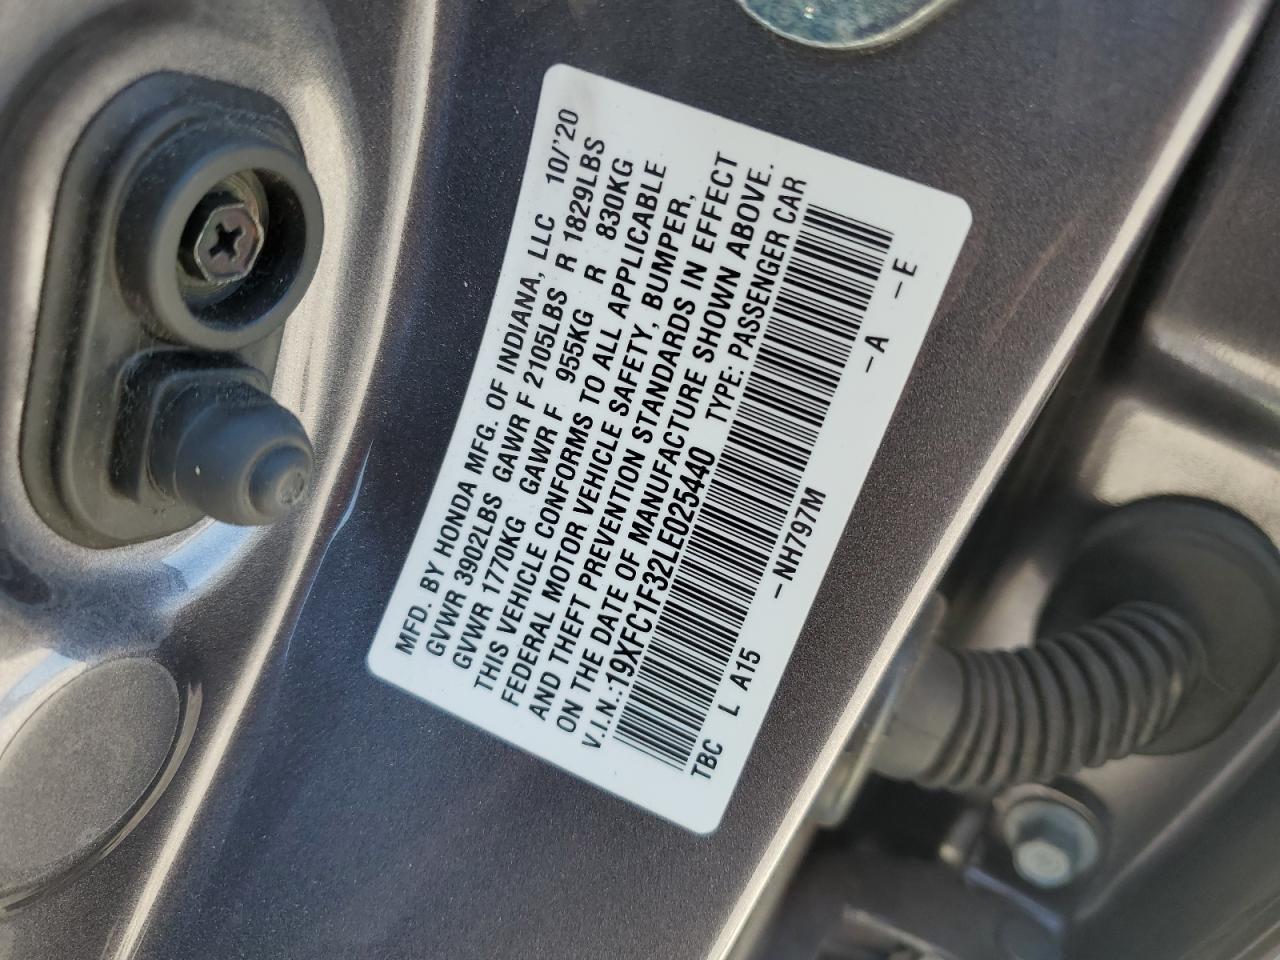 MFD. BY HONDA MFG. OF INDIANA, LLC 10/'20
GVWR 3902LBS GAWR F 2105LBS R 1829LBS
GVWR 1770KG GAWR F 955KG R 830KG
THIS VEHICLE CONFORMS TO ALL APPLICABLE
FEDERAL MOTOR VEHICLE SAFETY, BUMPER,
AND THEFT PREVENTION STANDARDS IN EFFECT
ON THE DATE OF MANUFACTURE SHOWN ABOVE.
V.I.N.:19XFC1F32LE025440 TYPE: PASSENGER CAR
TBC L A15 -NH797M -A -E